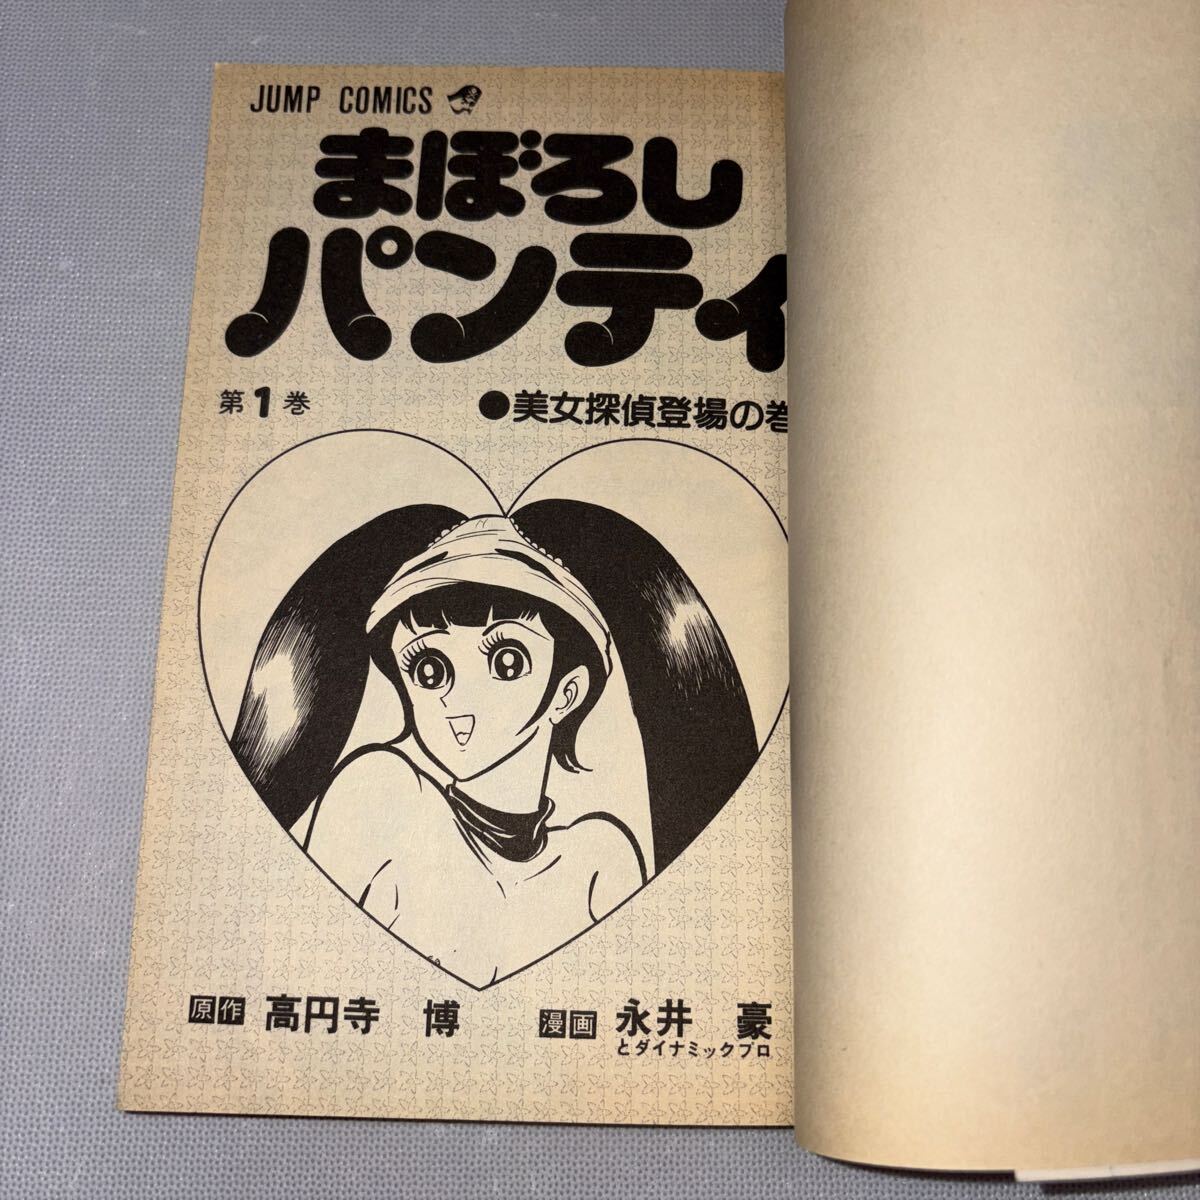 JUMP COMICS
まぼろし
パンティ
第1巻
●美女探偵登場の巻
原作 高円寺 博
漫画 永井 豪
とダイナミックプロ